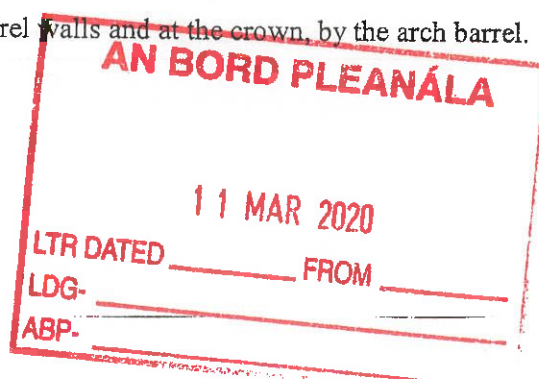 walls and at the crown, by the arch barrel.
AN BORD PLEANÁLA
11 MAR 2020
LTR DATED FROM
LDG-
ABP-